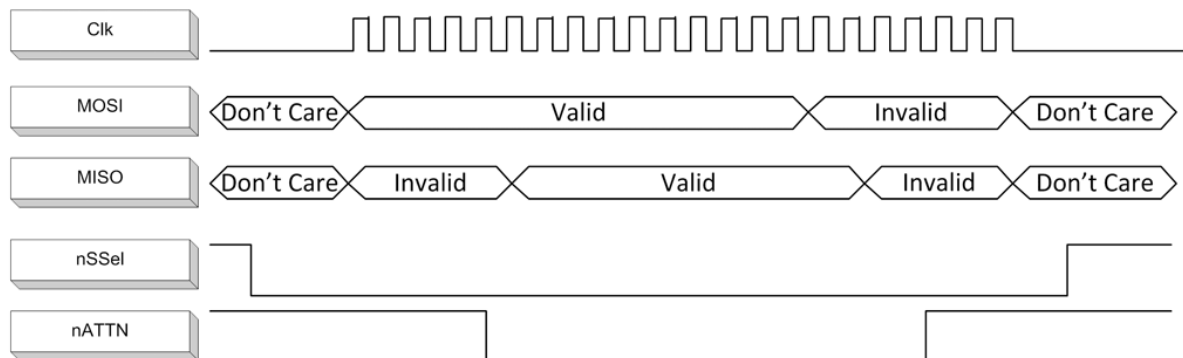 Clk
MOSI
Don't Care Valid Invalid Don't Care
MISO
Don't Care Invalid Valid Invalid Don't Care
nSSel
nATTN